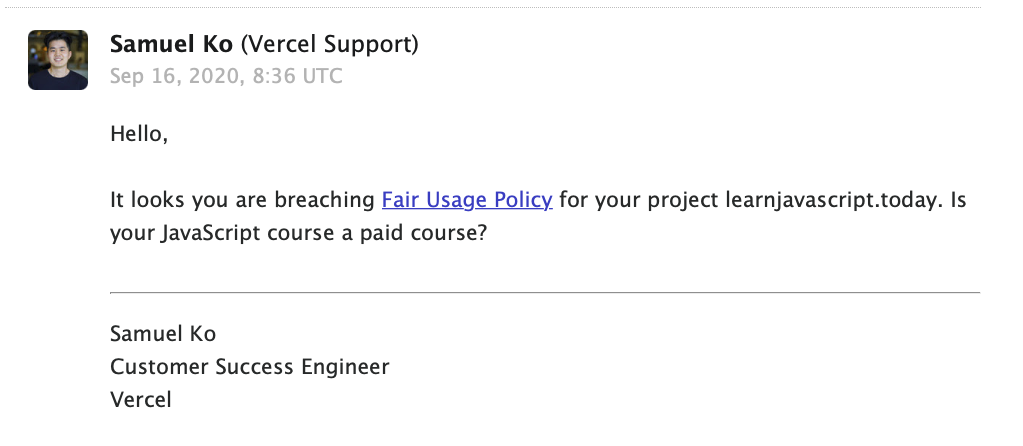 Samuel Ko (Vercel Support)
Sep 16, 2020, 8:36 UTC
Hello,
It looks you are breaching Fair Usage Policy for your project learnjavascript.today. Is
your JavaScript course a paid course?
Samuel Ko
Customer Success Engineer
Vercel